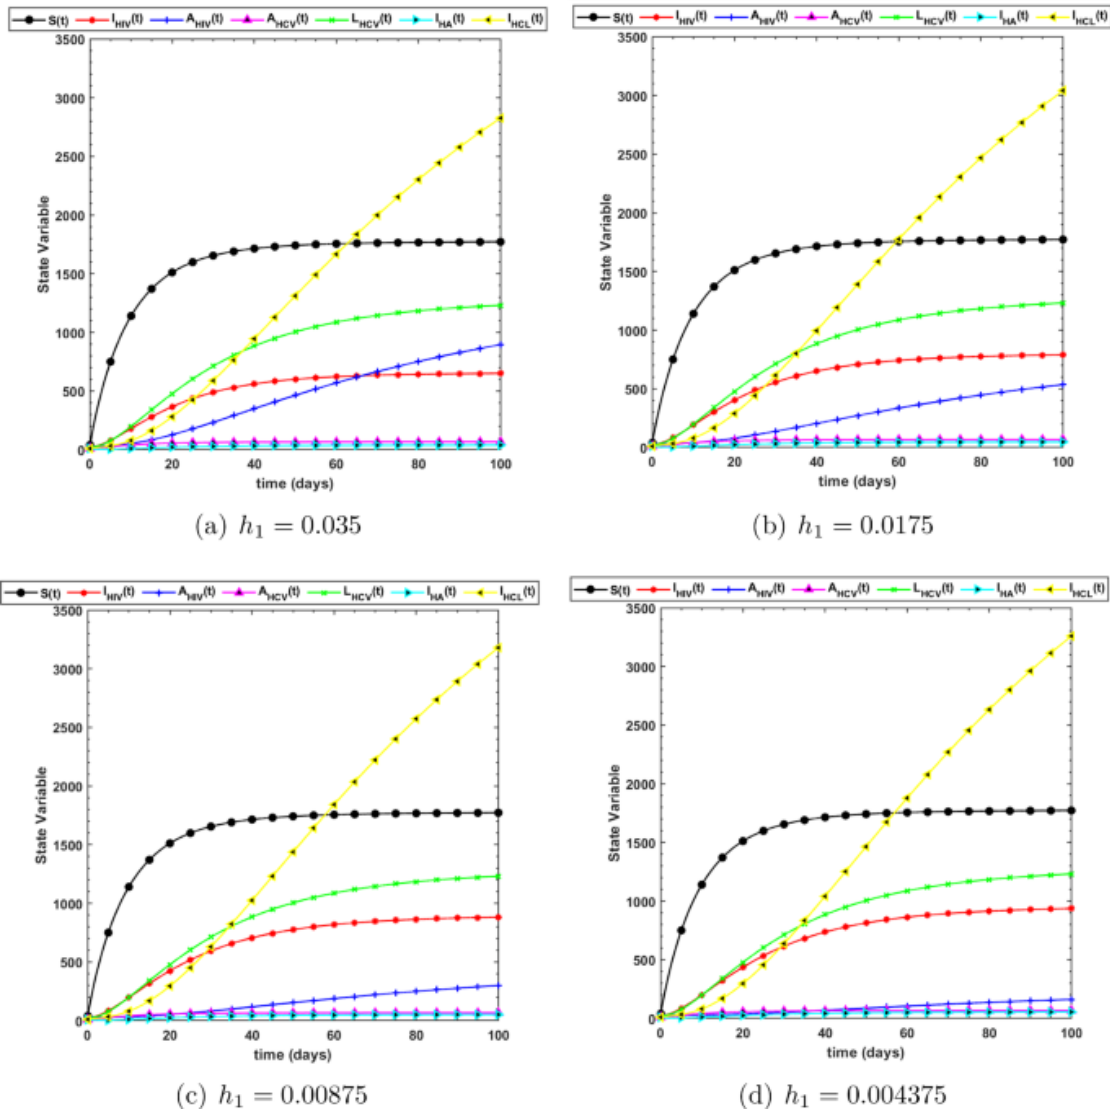 S(t) I_HIV(t) A_HIV(t) A_HCV(t) L_HCV(t) I_HA(t) I_HCL(t)
3500
3000
2500
2000
1500
1000
500
0
State Variable
0 20 40 60 80 100
time (days)
(a) h₁ = 0.035
S(t) I_HIV(t) A_HIV(t) A_HCV(t) L_HCV(t) I_HA(t) I_HCL(t)
3500
3000
2500
2000
1500
1000
500
0
State Variable
0 20 40 60 80 100
time (days)
(b) h₁ = 0.0175
S(t) I_HIV(t) A_HIV(t) A_HCV(t) L_HCV(t) I_HA(t) I_HCL(t)
3500
3000
2500
2000
1500
1000
500
0
State Variable
0 20 40 60 80 100
time (days)
(c) h₁ = 0.00875
S(t) I_HIV(t) A_HIV(t) A_HCV(t) L_HCV(t) I_HA(t) I_HCL(t)
3500
3000
2500
2000
1500
1000
500
0
State Variable
0 20 40 60 80 100
time (days)
(d) h₁ = 0.004375